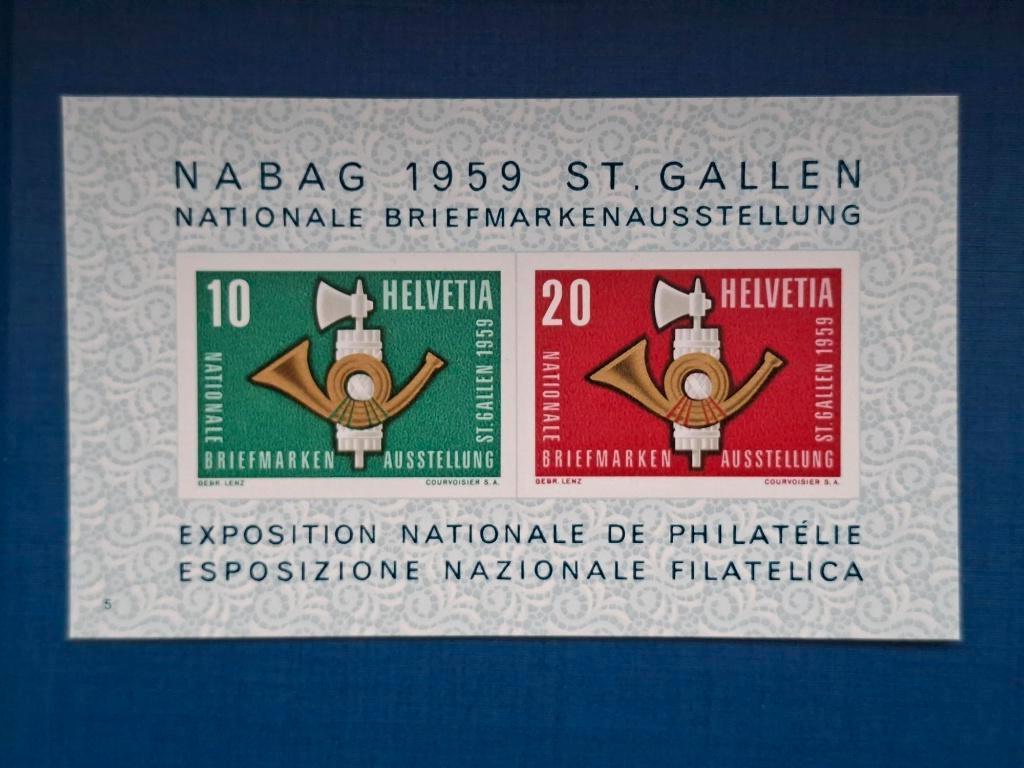 NABAG 1959 ST. GALLEN
NATIONALE BRIEFMARKENAUSSTELLUNG
10 HELVETIA
NATIONALE
BRIEFMARKEN AUSSTELLUNG
ST. GALLEN 1959
GEBR. LENZ COURVOISIER S. A.
20 HELVETIA
NATIONALE
BRIEFMARKEN AUSSTELLUNG
ST. GALLEN 1959
GEBR. LENZ COURVOISIER S. A.
EXPOSITION NATIONALE DE PHILATÉLIE
ESPOSIZIONE NAZIONALE FILATELICA
5